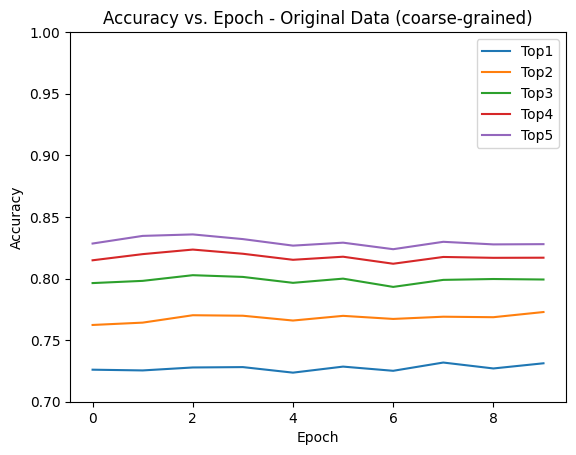 Accuracy vs. Epoch - Original Data (coarse-grained)
1.00
0.95
0.90
0.85
0.80
0.75
0.70
Accuracy
Top1
Top2
Top3
Top4
Top5
0 2 4 6 8
Epoch